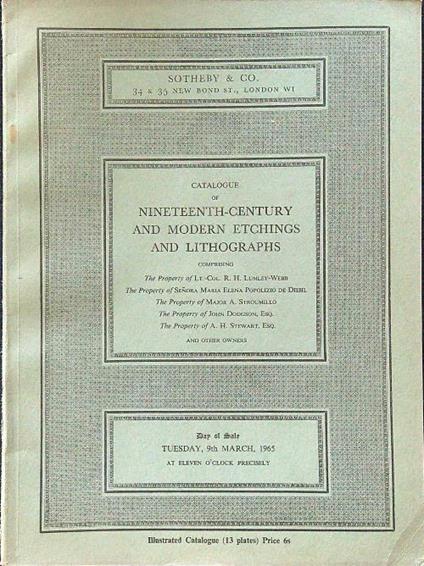 SOTHEBY & CO.
34 & 35 NEW BOND ST., LONDON W1
CATALOGUE
OF
NINETEENTH-CENTURY
AND MODERN ETCHINGS
AND LITHOGRAPHS
COMPRISING
The Property of LT.-COL. R. H. LUMLEY-WEBB
The Property of SEÑORA MARIA ELENA POPOLIZIO DE DIEHL
The Property of MAJOR A. STROUMILLO
The Property of JOHN DODGSON, ESQ.
The Property of A. H. STEWART, ESQ.
AND OTHER OWNERS
Day of Sale
TUESDAY, 9th MARCH, 1965
AT ELEVEN O'CLOCK PRECISELY
Illustrated Catalogue (13 plates) Price 6s